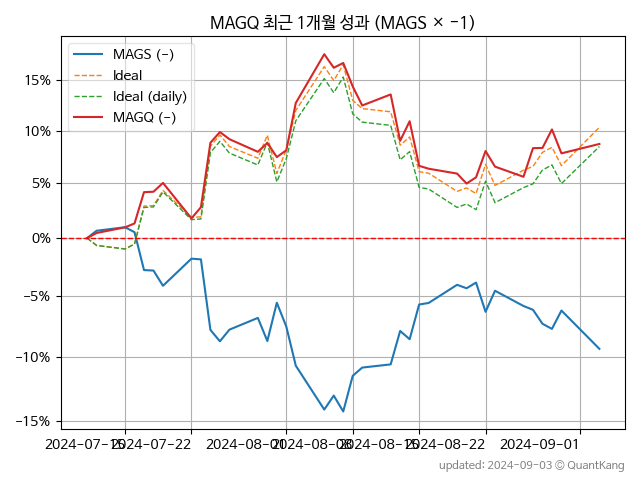 MAGQ 최근 1개월 성과 (MAGS × −1)
MAGS (-)
Ideal
Ideal (daily)
MAGQ (-)
15%
10%
5%
0%
−5%
−10%
−15%
2024-07-15 2024-07-22 2024-08-01 2024-08-08 2024-08-15 2024-08-22 2024-09-01
updated: 2024-09-03 © QuantKang